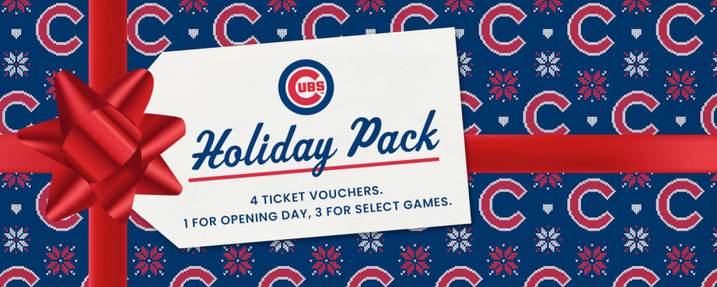 CUBS
Holiday Pack
4 TICKET VOUCHERS.
1 FOR OPENING DAY, 3 FOR SELECT GAMES.